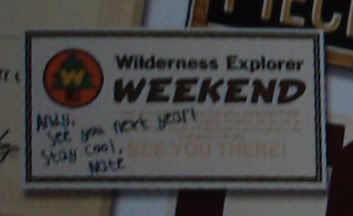 W
Wilderness Explorer
WEEKEND
Andy,
See you next year!
Stay cool,
Nate
SEE YOU THERE!